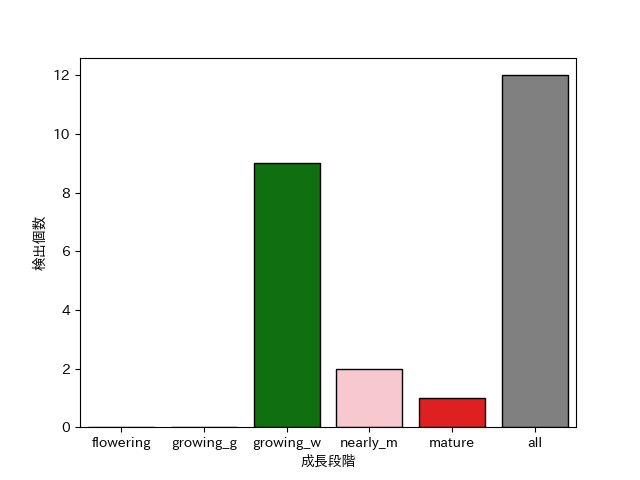 12
10
8
6
4
2
0
検出個数
flowering growing_g growing_w nearly_m mature all
成長段階